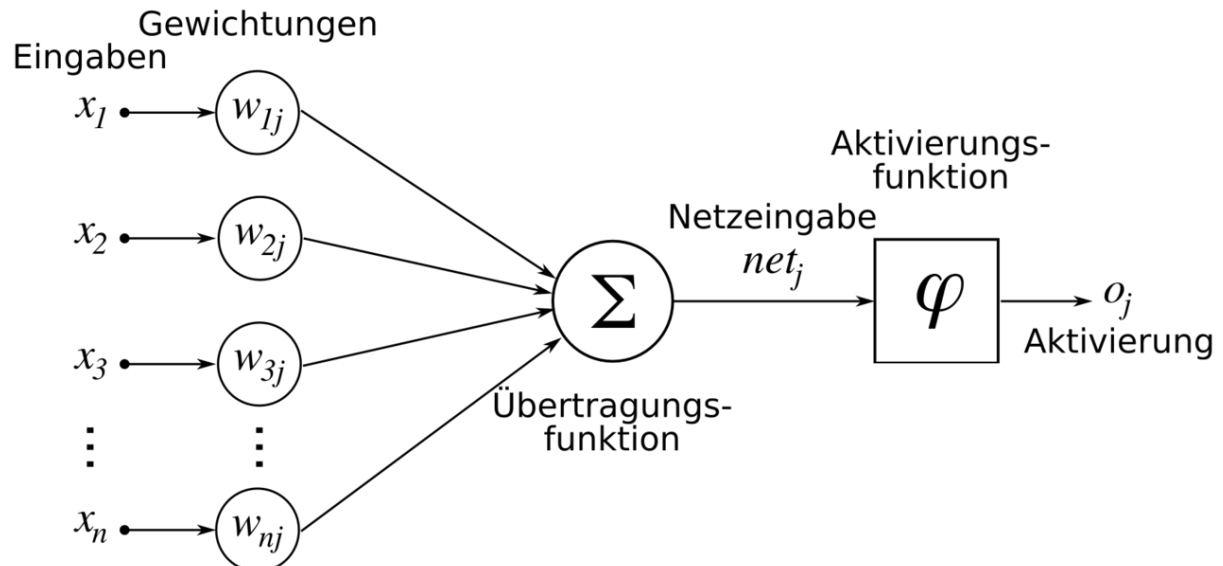 Gewichtungen
Eingaben
x₁
w₁ⱼ
x₂
w₂ⱼ
x₃
w₃ⱼ
⋮ ⋮
xₙ
wₙⱼ
Σ
Übertragungs-
funktion
Netzeingabe
netⱼ
Aktivierungs-
funktion
φ
oⱼ
Aktivierung